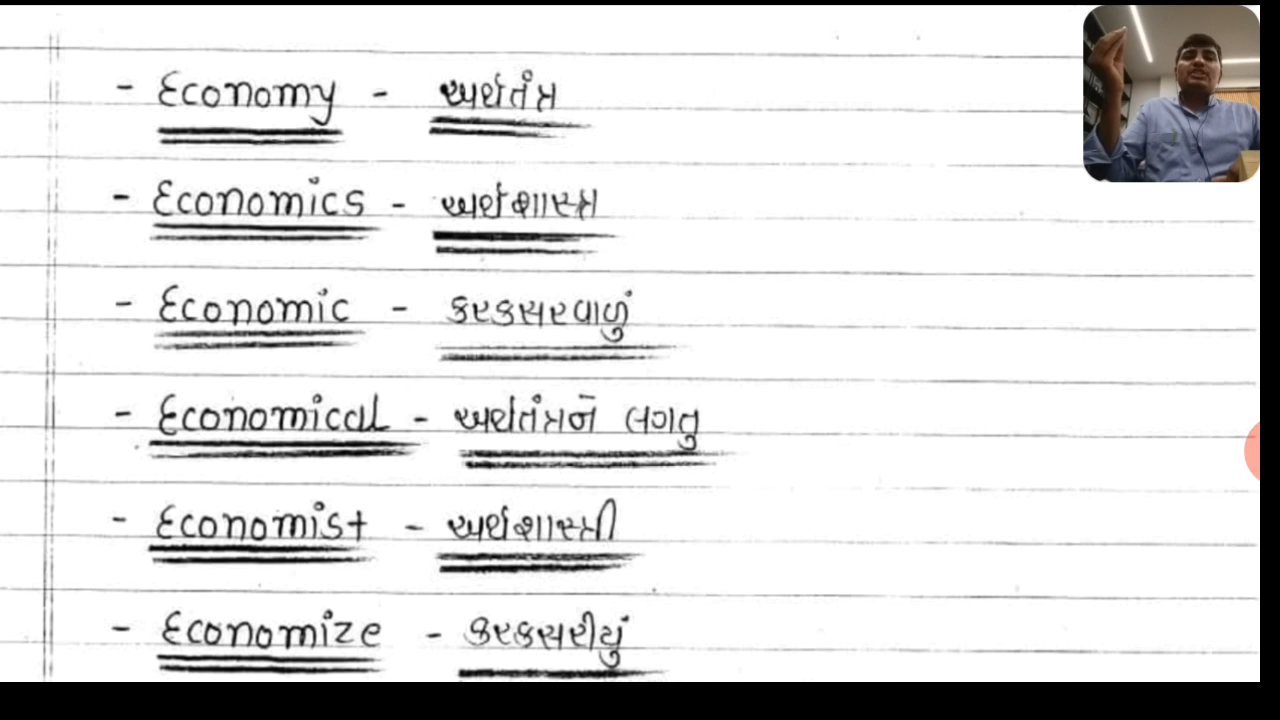 - Economy - અર્થતંત્ર
- Economics - અર્થશાસ્ત્ર
- Economic - કરકસરવાળું
- Economical - અર્થતંત્રને લગતુ
- Economist - અર્થશાસ્ત્રી
- Economize - કરકસરીયું